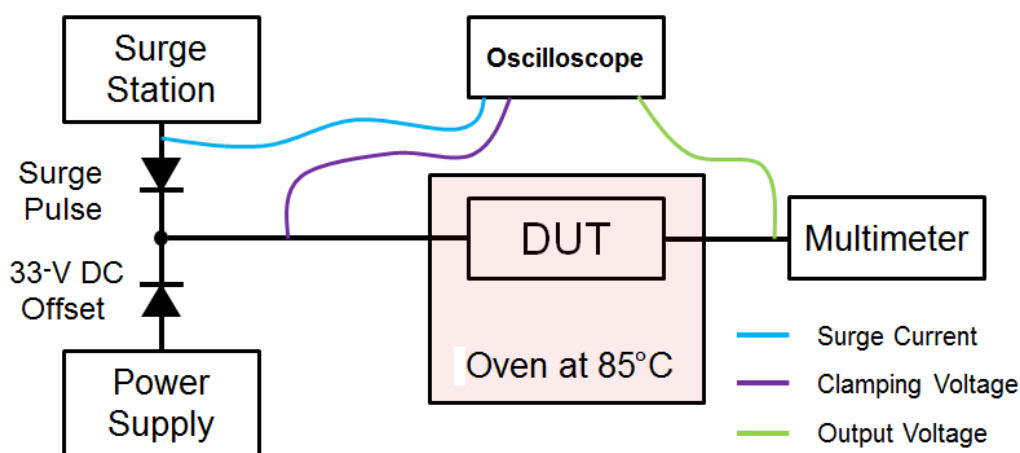 Surge
Station
Oscilloscope
Surge
Pulse
DUT
Multimeter
33-V DC
Offset
Oven at 85°C
Power
Supply
Surge Current
Clamping Voltage
Output Voltage